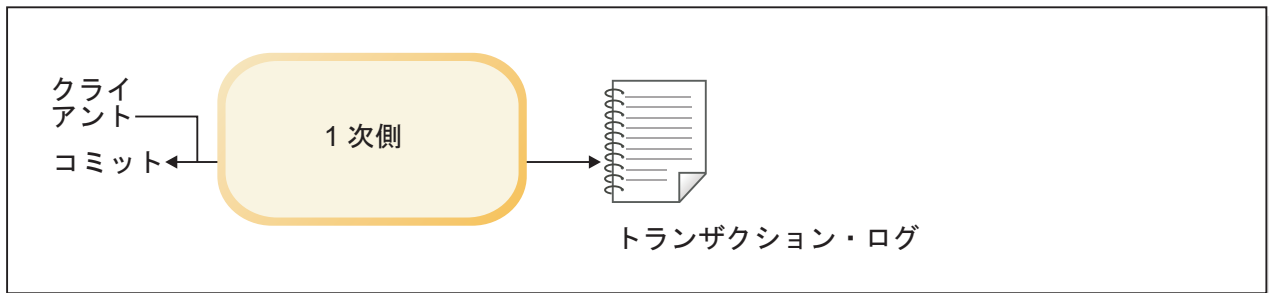 クライ
アント
コミット
1 次側
トランザクション・ログ